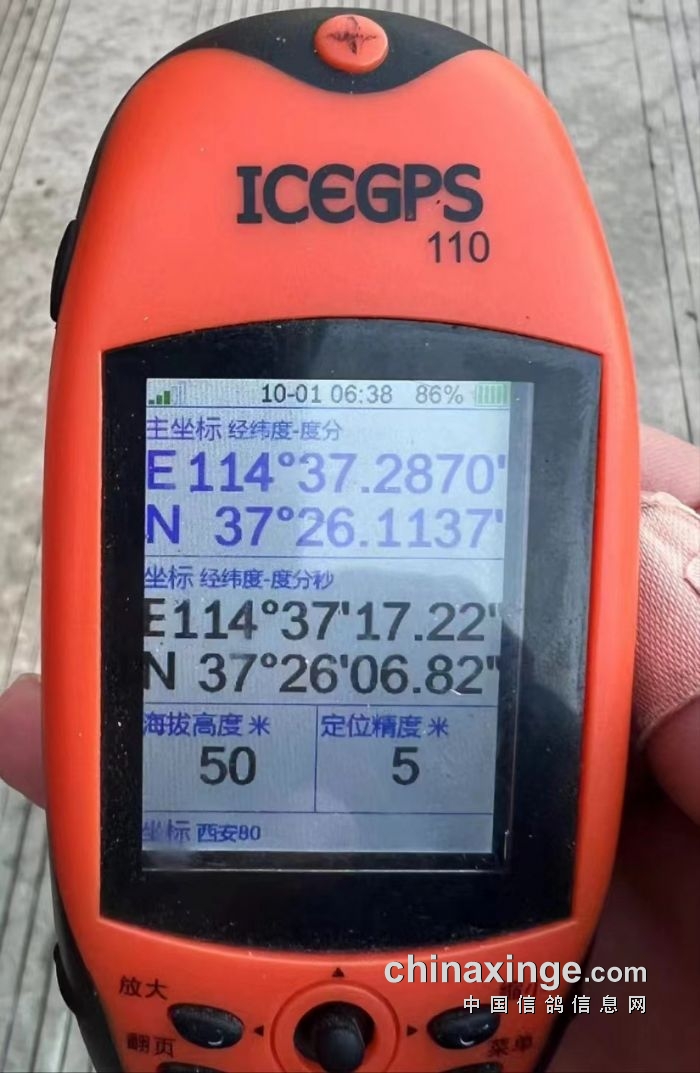 ICEGPS
110
10-01 06:38 86%
主坐标 经纬度-度分
E 114°37.2870'
N 37°26.1137'
坐标 经纬度-度分秒
E114°37'17.22"
N 37°26'06.82"
海拔高度 米 定位精度 米
50 5
坐标 西安80
chinaxinge.com
放大
中国信鸽信息网
翻页 菜单